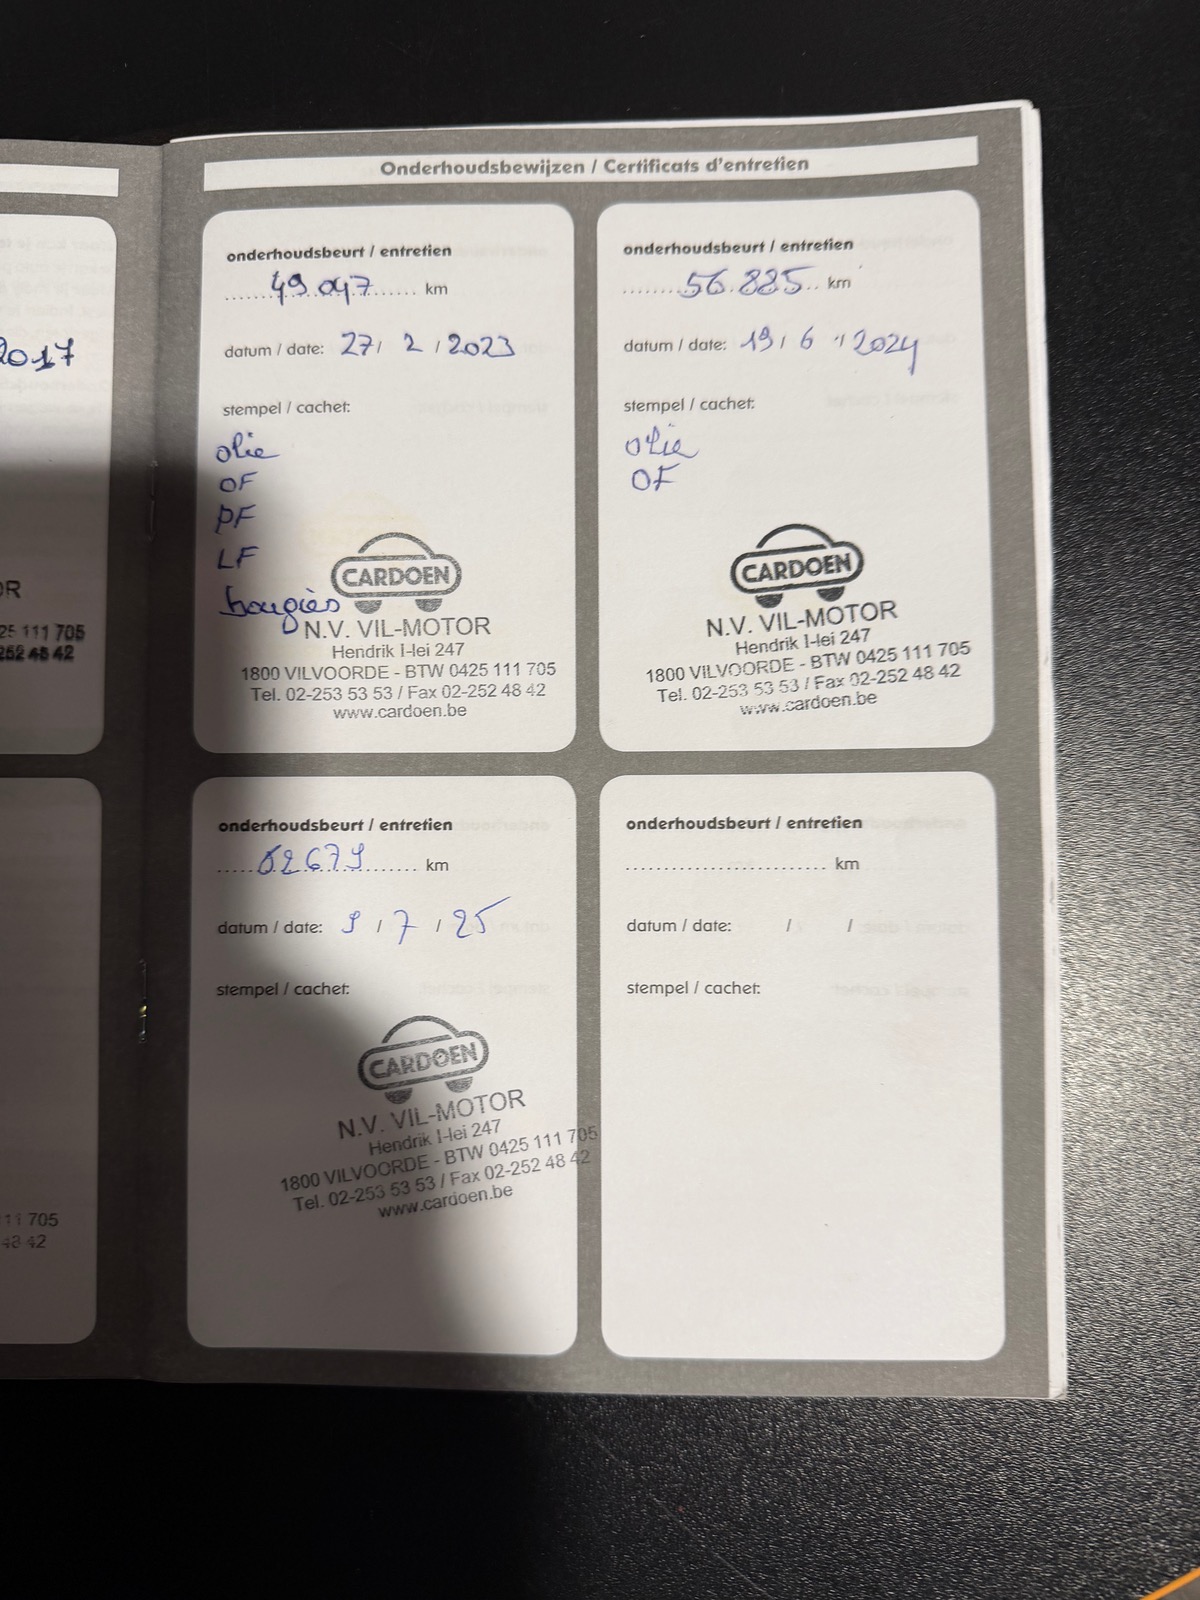 2017
OR
25 111 705
252 48 42
11 705
48 42
Onderhoudsbewijzen / Certificats d'entretien
onderhoudsbeurt / entretien
49.047 km
datum / date: 27 / 2 / 2023
stempel / cachet:
olie
OF
PF
LF
bougies
CARDOEN
N.V. VIL-MOTOR
Hendrik I-lei 247
1800 VILVOORDE - BTW 0425 111 705
Tel. 02-253 53 53 / Fax 02-252 48 42
www.cardoen.be
onderhoudsbeurt / entretien
56.885 km
datum / date: 19 / 6 / 2024
stempel / cachet:
olie
OF
CARDOEN
N.V. VIL-MOTOR
Hendrik I-lei 247
1800 VILVOORDE - BTW 0425 111 705
Tel. 02-253 53 53 / Fax 02-252 48 42
www.cardoen.be
onderhoudsbeurt / entretien
62679 km
datum / date: 9 / 7 / 25
stempel / cachet:
CARDOEN
N.V. VIL-MOTOR
Hendrik I-lei 247
1800 VILVOORDE - BTW 0425 111 705
Tel. 02-253 53 53 / Fax 02-252 48 42
www.cardoen.be
onderhoudsbeurt / entretien
km
datum / date: / /
stempel / cachet: